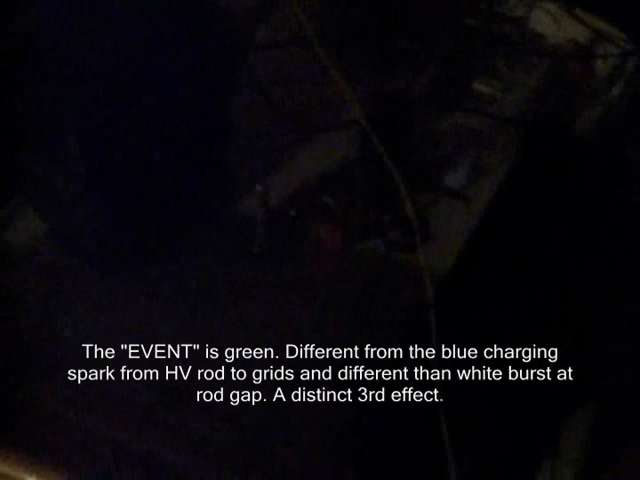 The "EVENT" is green. Different from the blue charging
spark from HV rod to grids and different than white burst at
rod gap. A distinct 3rd effect.